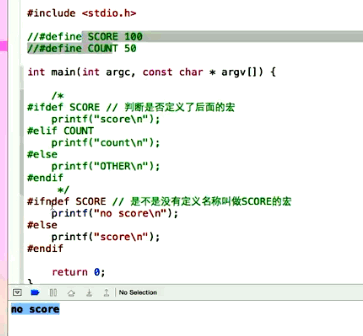 #include <stdio.h>
//#define SCORE 100
//#define COUNT 50
int main(int argc, const char * argv[]) {
/*
#ifdef SCORE // 判断是否定义了后面的宏
printf("score\n");
#elif COUNT
printf("count\n");
#else
printf("OTHER\n");
#endif
*/
#ifndef SCORE // 是不是没有定义名称叫做SCORE的宏
printf("no score\n");
#else
printf("score\n");
#endif
return 0;
}
No Selection
no score